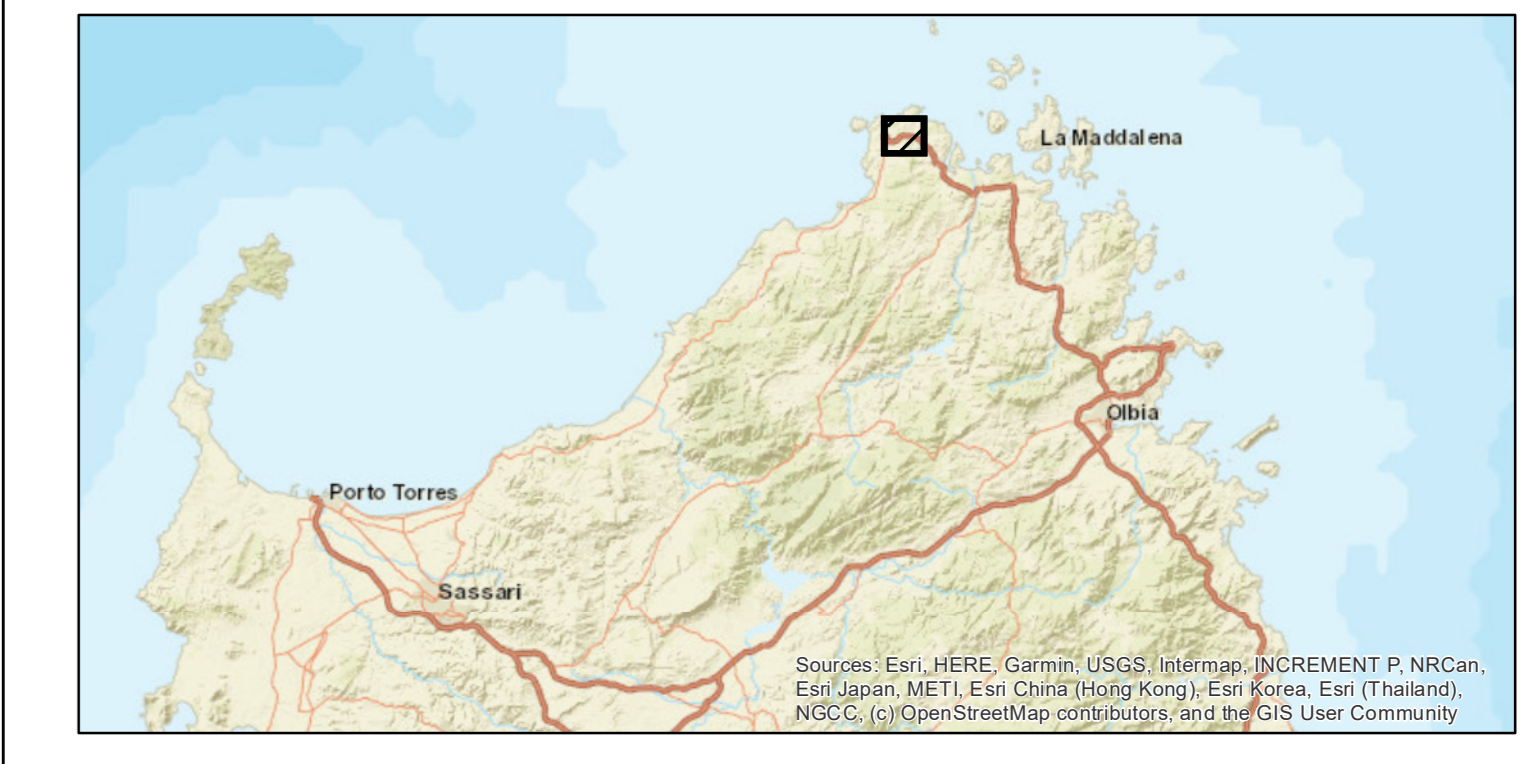 La Maddalena
Olbia
Porto Torres
Sassari
Sources: Esri, HERE, Garmin, USGS, Intermap, INCREMENT P, NRCan,
Esri Japan, METI, Esri China (Hong Kong), Esri Korea, Esri (Thailand),
NGCC, (c) OpenStreetMap contributors, and the GIS User Community